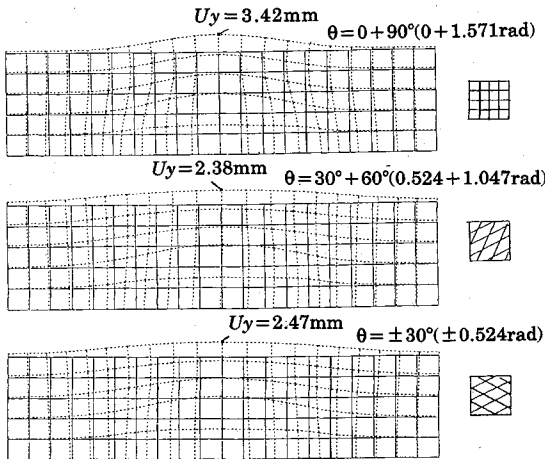 Uy=3.42mm
θ=0+90°(0+1.571rad)
Uy=2.38mm
θ=30°+60°(0.524+1.047rad)
Uy=2.47mm
θ=±30°(±0.524rad)